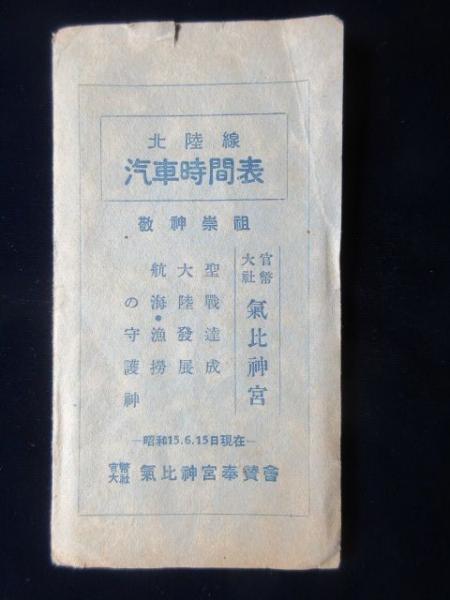 北陸線
汽車時間表
敬神崇祖
官幣大社 氣比神宮
聖戰達成
大陸發展
航海・漁撈
の守護神
―昭和15.6.15日現在―
官幣大社 氣比神宮奉賛會